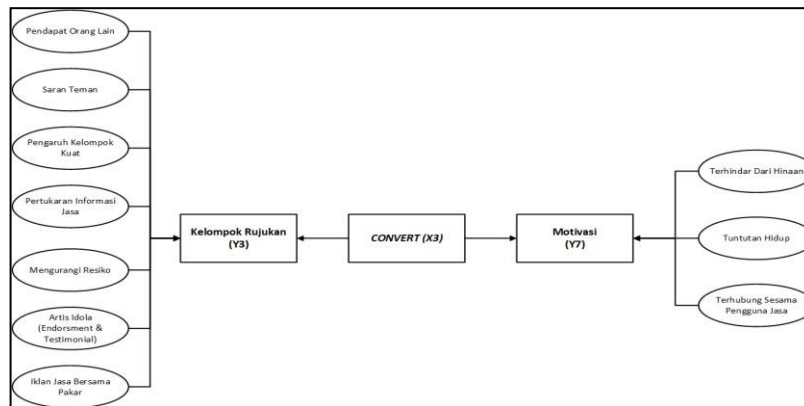 Pendapat Orang Lain
Saran Teman
Pengaruh Kelompok
Kuat
Pertukaran Informasi
Jasa
Mengurangi Resiko
Artis Idola
(Endorsment &
Testimonial)
Iklan Jasa Bersama
Pakar
Kelompok Rujukan
(Y3)
CONVERT (X3)
Motivasi
(Y7)
Terhindar Dari Hinaan
Tuntutan Hidup
Terhubung Sesama
Pengguna Jasa